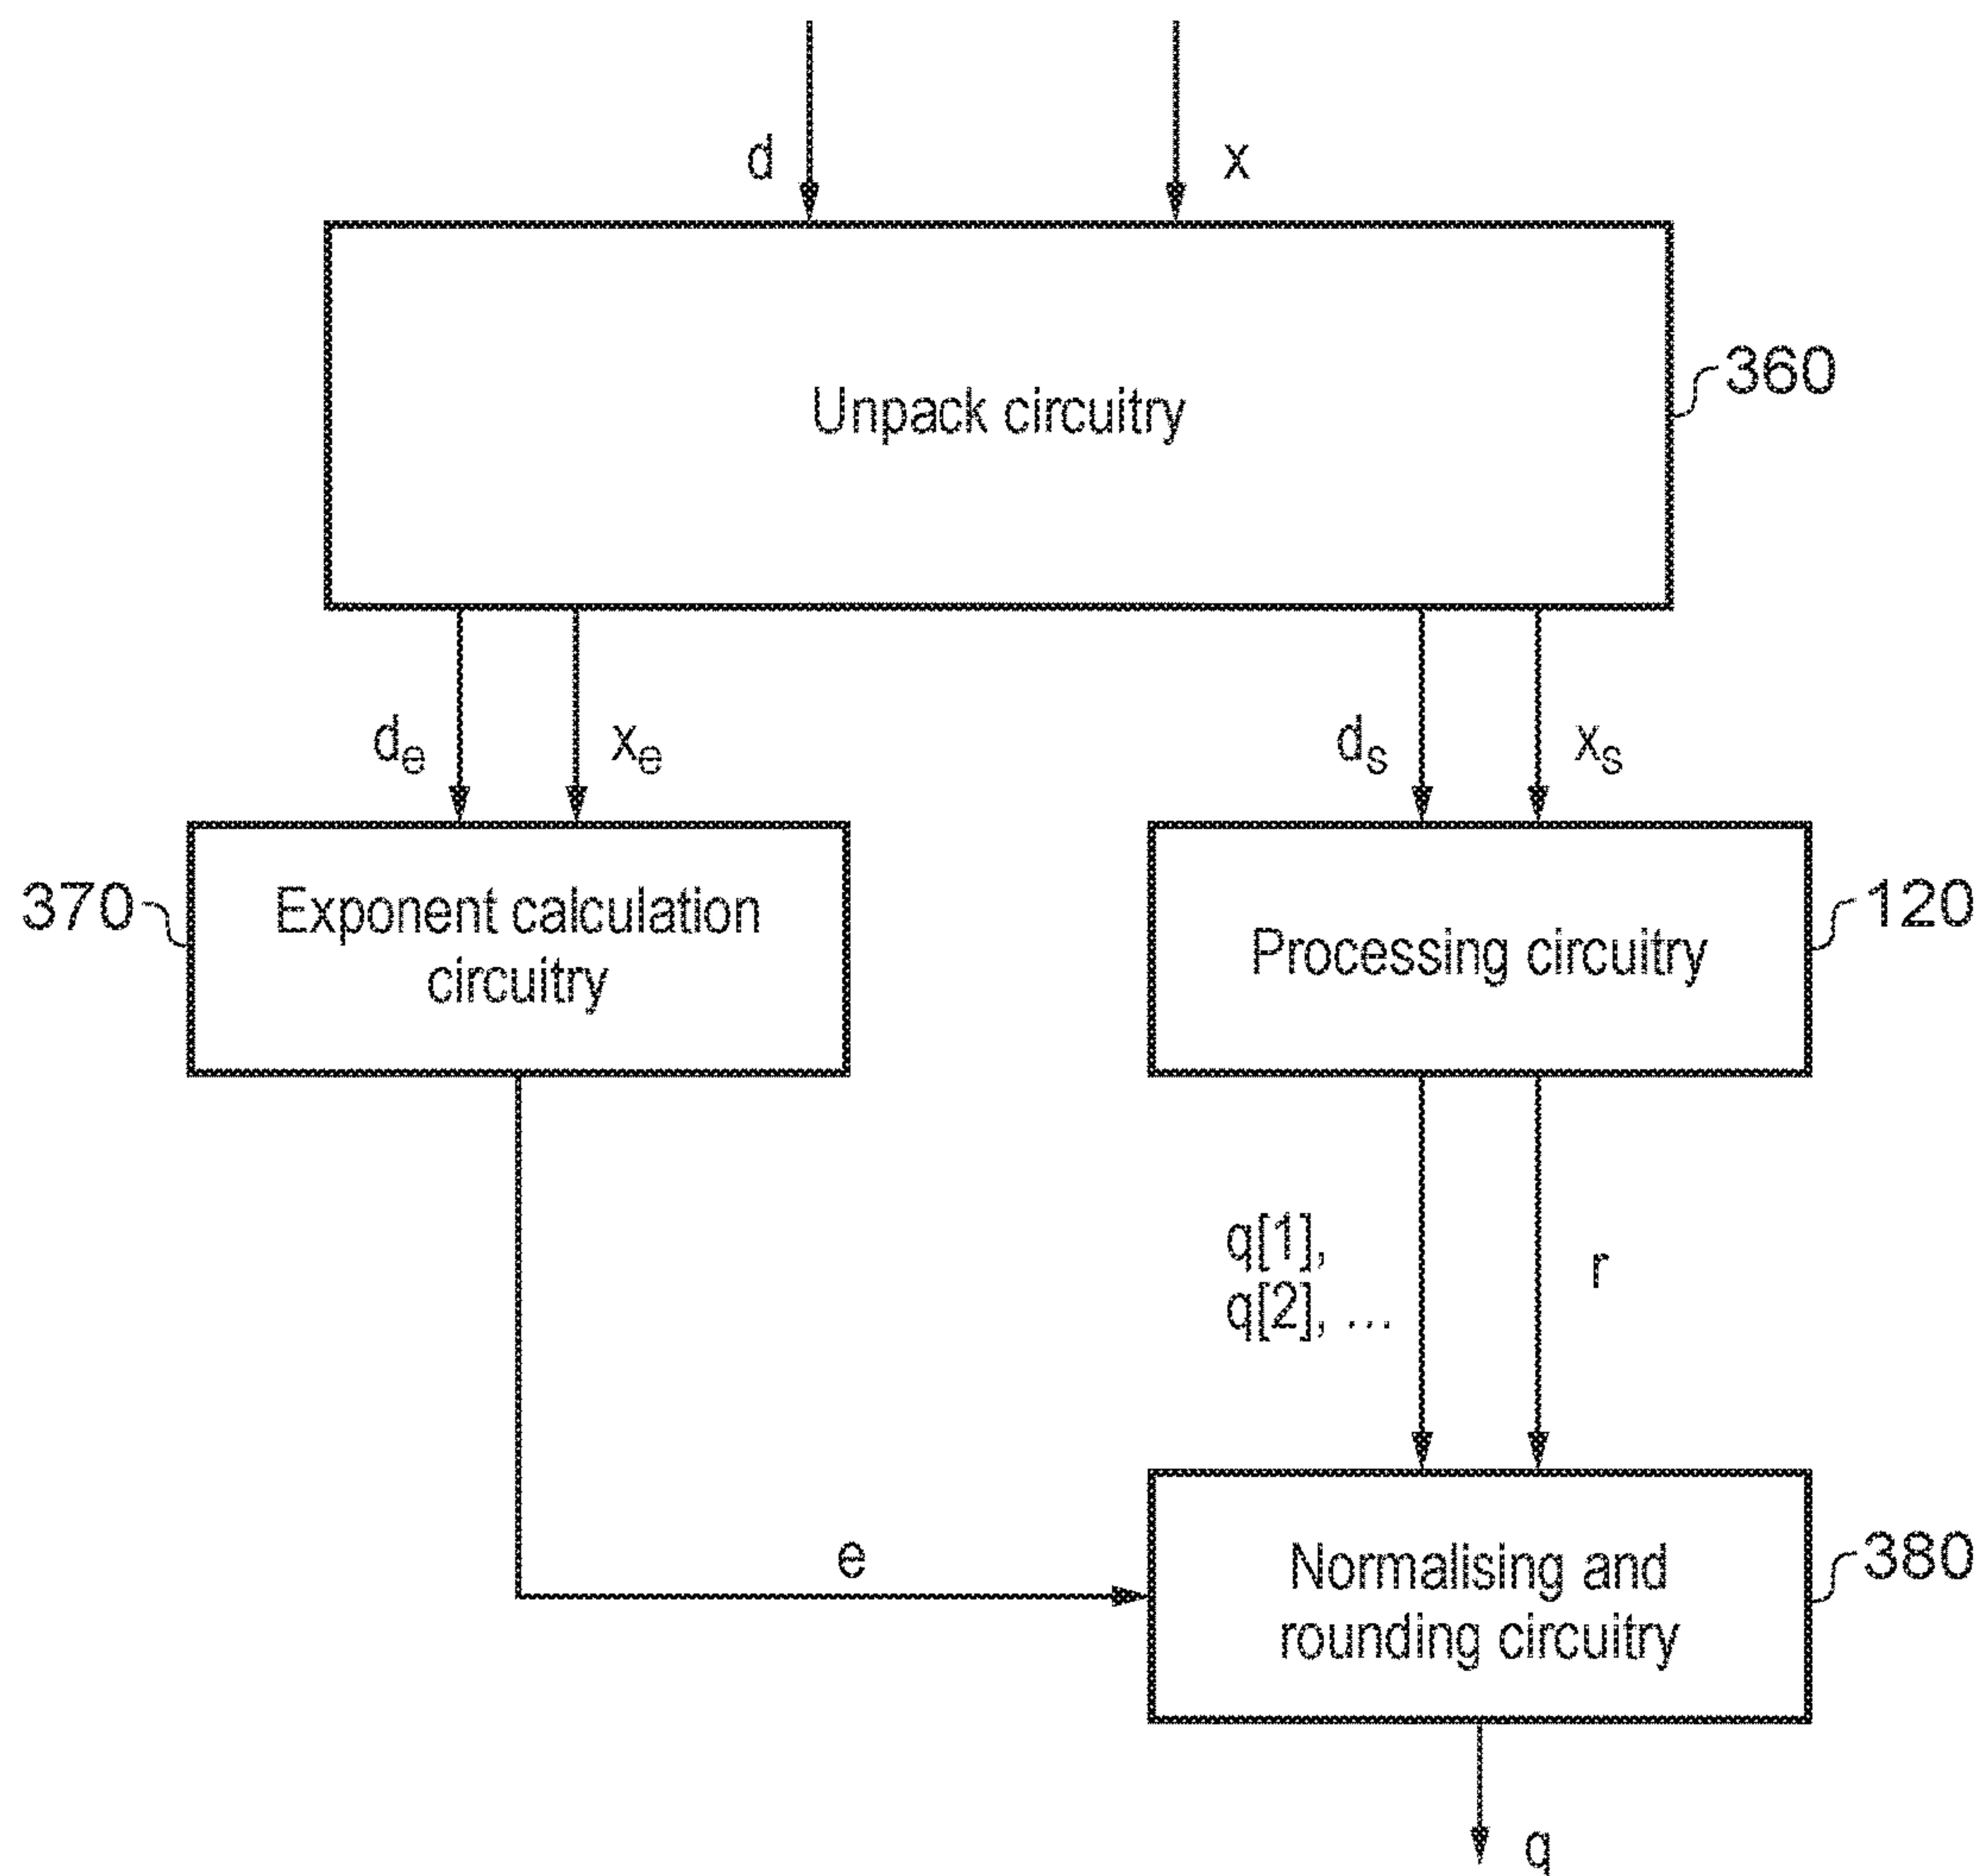 d
x
Unpack circuitry
360
de
xe
ds
xs
370
Exponent calculation
circuitry
Processing circuitry
120
q[1],
q[2], ...
r
e
Normalising and
rounding circuitry
380
q